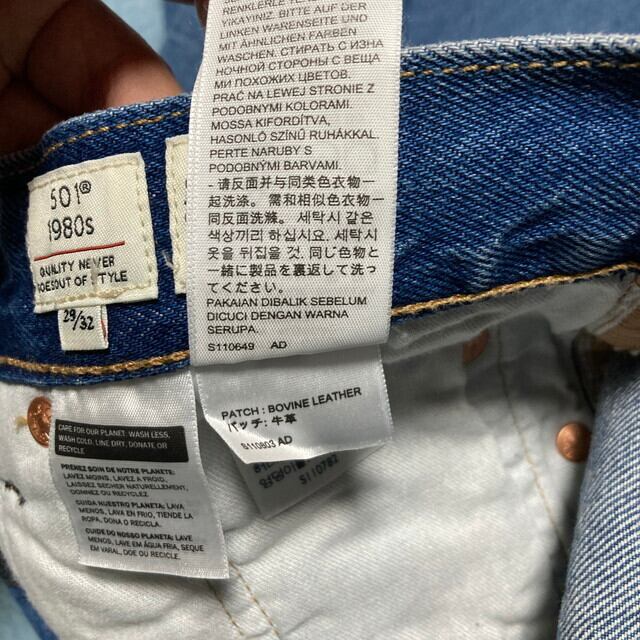 YIKAYINIZ. BITTE AUF DER
LINKEN WARENSEITE UND
MIT ÄHNLICHEN FARBEN
WASCHEN. СТИРАТЬ С ИЗНА
НОЧНОЙ СТОРОНЫ С ВЕЩА
МИ ПОХОЖИХ ЦВЕТОВ.
PRAĆ NA LEWEJ STRONIE Z
PODOBNYMI KOLORAMI.
MOSSA KIFORDÍTVA,
HASONLÓ SZÍNŰ RUHÁKKAL.
PERTE NARUBY S
PODOBNÝMI BARVAMI.
- 请反面并与同类色衣物一
起洗涤。需和相似色衣物一
同反面洗滌。세탁시 같은
색상끼리 하십시요. 세탁시
옷을 뒤집을 것. 同じ色物と
一緒に製品を裏返して洗っ
てください。
PAKAIAN DIBALIK SEBELUM
DICUCI DENGAN WARNA
SERUPA.
S110649 AD
501®
1980s
QUALITY NEVER
GOES OUT OF STYLE
29/32
PATCH : BOVINE LEATHER
パッチ : 牛革
S110803 AD
CARE FOR OUR PLANET: WASH LESS,
WASH COLD, LINE DRY, DONATE, OR
RECYCLE
PRENEZ SOIN DE NOTRE PLANÈTE:
LAVEZ MOINS, LAVEZ A FROID,
LAISSEZ SÉCHER NATURELLEMENT,
DONNEZ OU RECYCLEZ
CUIDA NUESTRO PLANETA: LAVA
MENOS, LAVA EN FRIO, TIENDE LA
ROPA, DONA O RECICLA
CUIDE DO NOSSO PLANETA: LAVE
MENOS, LAVE EM ÁGUA FRIA, SEQUE
EM VARAL, DOE OU RECICLE